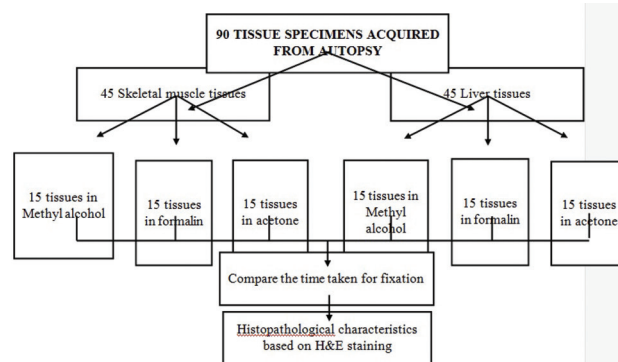 90 TISSUE SPECIMENS ACQUIRED
FROM AUTOPSY
45 Skeletal muscle tissues
45 Liver tissues
15 tissues in
Methyl alcohol
15 tissues
in formalin
15 tissues
in acetone
15 tissues in
Methyl
alcohol
15 tissues
in formalin
15 tissues
in acetone
Compare the time taken for fixation
Histopathological characteristics
based on H&E staining